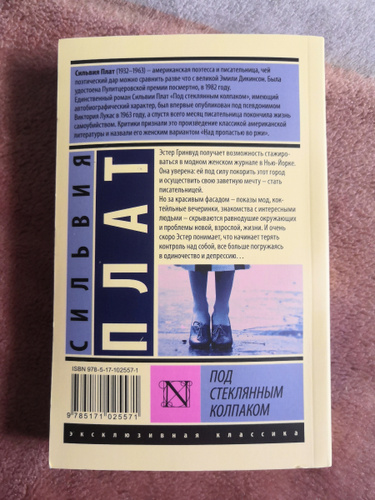 Сильвия Плат (1932–1963) – американская поэтесса и писательница, чей
поэтический дар можно сравнить разве что с великой Эмили Дикинсон. Была
удостоена Пулитцеровской премии посмертно, в 1982 году.
Единственный роман Сильвии Плат «Под стеклянным колпаком», имеющий
автобиографический характер, был впервые опубликован под псевдонимом
Виктория Лукас в 1963 году, а спустя всего месяц писательница покончила жизнь
самоубийством. Критики признали это произведение классикой американской
литературы и назвали его женским вариантом «Над пропастью во ржи».
СИЛЬВИЯ
ПЛАТ
Эстер Гринвуд получает возможность стажиро-
ваться в модном женском журнале в Нью-Йорке.
Она уверена: ей под силу покорить этот город
и осуществить свою заветную мечту – стать
писательницей.
Но за красивым фасадом – показы мод, кок-
тейльные вечеринки, знакомства с интересными
людьми – скрываются равнодушие окружающих
и проблемы новой, взрослой, жизни. И очень
скоро Эстер понимает, что начинает терять
контроль над собой, все больше погружаясь
в одиночество и депрессию…
ISBN 978-5-17-102557-1
9 785171 025571
N
ПОД
СТЕКЛЯННЫМ
КОЛПАКОМ
эксклюзивная классика